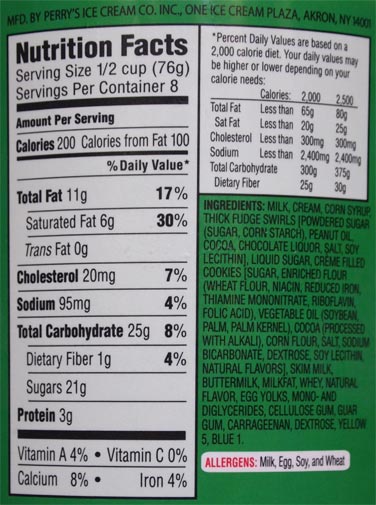 MFD. BY PERRY'S ICE CREAM CO. INC., ONE ICE CREAM PLAZA, AKRON, NY 14001
Nutrition Facts
Serving Size 1/2 cup (76g)
Servings Per Container 8
Amount Per Serving
Calories 200 Calories from Fat 100
% Daily Value*
Total Fat 11g 17%
Saturated Fat 6g 30%
Trans Fat 0g
Cholesterol 20mg 7%
Sodium 95mg 4%
Total Carbohydrate 25g 8%
Dietary Fiber 1g 4%
Sugars 21g
Protein 3g
Vitamin A 4% • Vitamin C 0%
Calcium 8% • Iron 4%
*Percent Daily Values are based on a
2,000 calorie diet. Your daily values may
be higher or lower depending on your
calorie needs:
Calories: 2,000 2,500
Total Fat Less than 65g 80g
Sat Fat Less than 20g 25g
Cholesterol Less than 300mg 300mg
Sodium Less than 2,400mg 2,400mg
Total Carbohydrate 300g 375g
Dietary Fiber 25g 30g
INGREDIENTS: MILK, CREAM, CORN SYRUP,
THICK FUDGE SWIRLS [POWDERED SUGAR
(SUGAR, CORN STARCH), PEANUT OIL,
COCOA, CHOCOLATE LIQUOR, SALT, SOY
LECITHIN], LIQUID SUGAR, CREME FILLED
COOKIES [SUGAR, ENRICHED FLOUR
(WHEAT FLOUR, NIACIN, REDUCED IRON,
THIAMINE MONONITRATE, RIBOFLAVIN,
FOLIC ACID), VEGETABLE OIL (SOYBEAN,
PALM, PALM KERNEL), COCOA (PROCESSED
WITH ALKALI), CORN FLOUR, SALT, SODIUM
BICARBONATE, DEXTROSE, SOY LECITHIN,
NATURAL FLAVORS], SKIM MILK,
BUTTERMILK, MILKFAT, WHEY, NATURAL
FLAVOR, EGG YOLKS, MONO- AND
DIGLYCERIDES, CELLULOSE GUM, GUAR
GUM, CARRAGEENAN, DEXTROSE, YELLOW
5, BLUE 1.
ALLERGENS: Milk, Egg, Soy, and Wheat